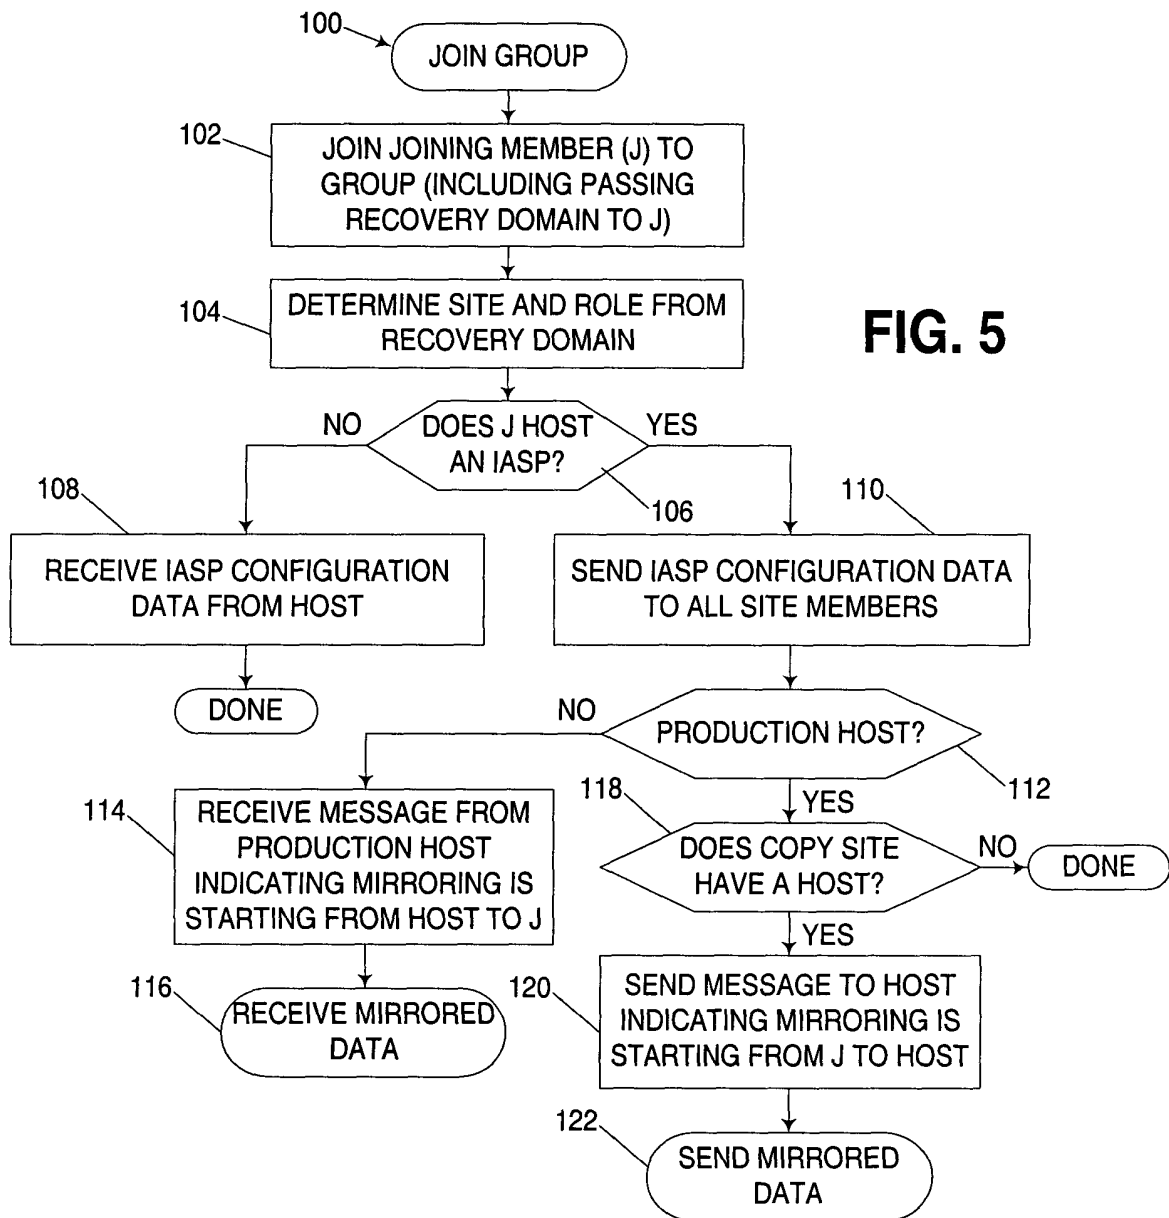 100
JOIN GROUP
102
JOIN JOINING MEMBER (J) TO
GROUP (INCLUDING PASSING
RECOVERY DOMAIN TO J)
104
DETERMINE SITE AND ROLE FROM
RECOVERY DOMAIN
FIG. 5
NO
DOES J HOST
AN IASP?
YES
106
108
RECEIVE IASP CONFIGURATION
DATA FROM HOST
DONE
110
SEND IASP CONFIGURATION DATA
TO ALL SITE MEMBERS
NO
PRODUCTION HOST?
112
YES
114
RECEIVE MESSAGE FROM
PRODUCTION HOST
INDICATING MIRRORING IS
STARTING FROM HOST TO J
116
RECEIVE MIRRORED
DATA
118
DOES COPY SITE
HAVE A HOST?
NO
DONE
YES
120
SEND MESSAGE TO HOST
INDICATING MIRRORING IS
STARTING FROM J TO HOST
122
SEND MIRRORED
DATA